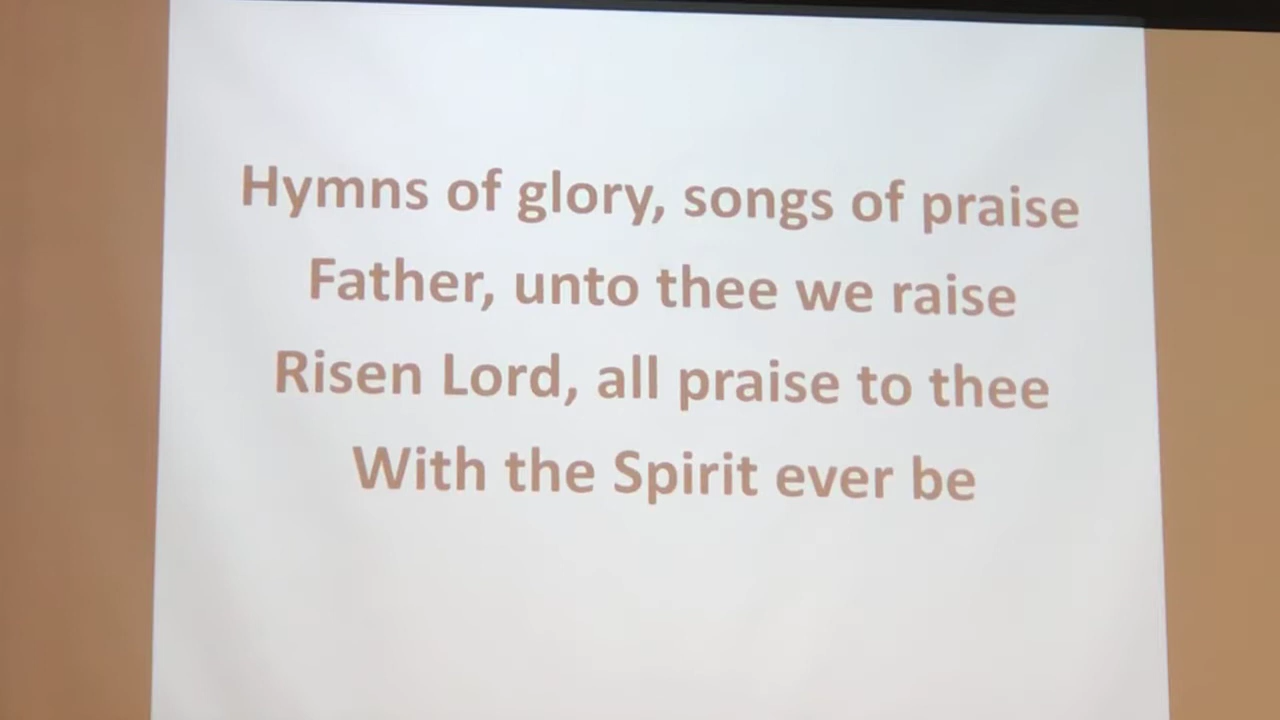 Hymns of glory, songs of praise
Father, unto thee we raise
Risen Lord, all praise to thee
With the Spirit ever be